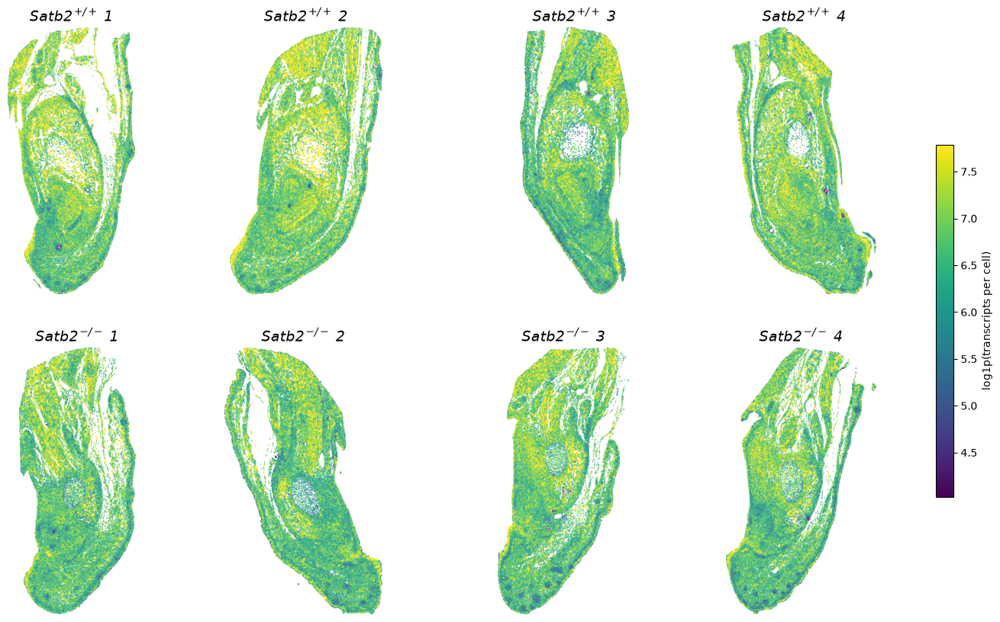 Satb2+/+ 1
Satb2+/+ 2
Satb2+/+ 3
Satb2+/+ 4
7.5
7.0
6.5
6.0
5.5
5.0
4.5
log1p(transcripts per cell)
Satb2−/− 1
Satb2−/− 2
Satb2−/− 3
Satb2−/− 4